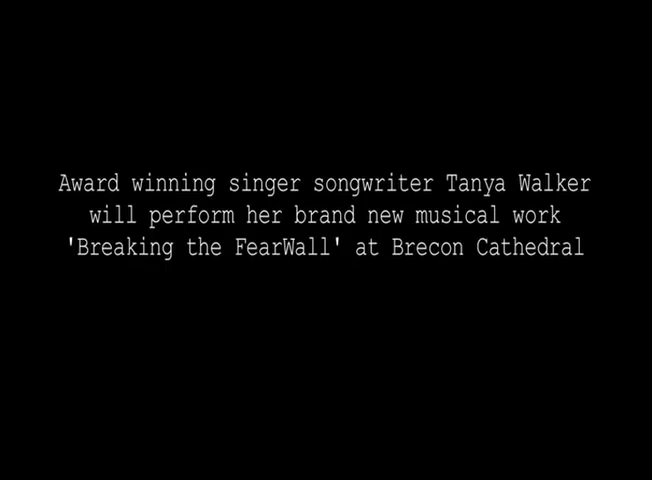 Award winning singer songwriter Tanya Walker
will perform her brand new musical work
'Breaking the FearWall' at Brecon Cathedral